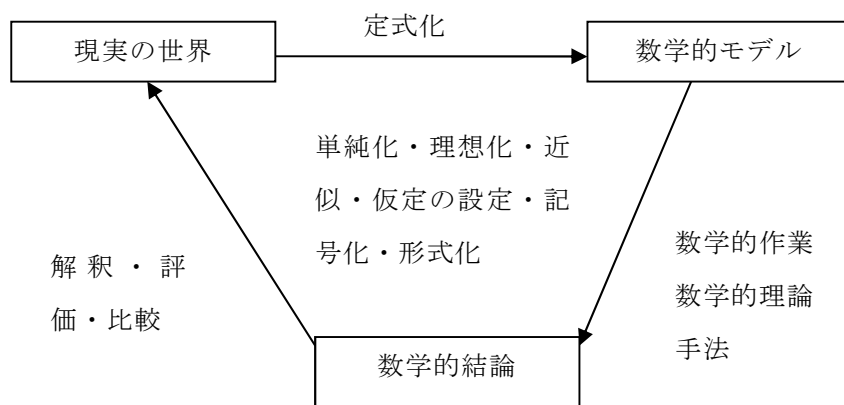 定式化
現実の世界
数学的モデル
単純化・理想化・近
似・仮定の設定・記
号化・形式化
解釈・評
価・比較
数学的作業
数学的理論
手法
数学的結論